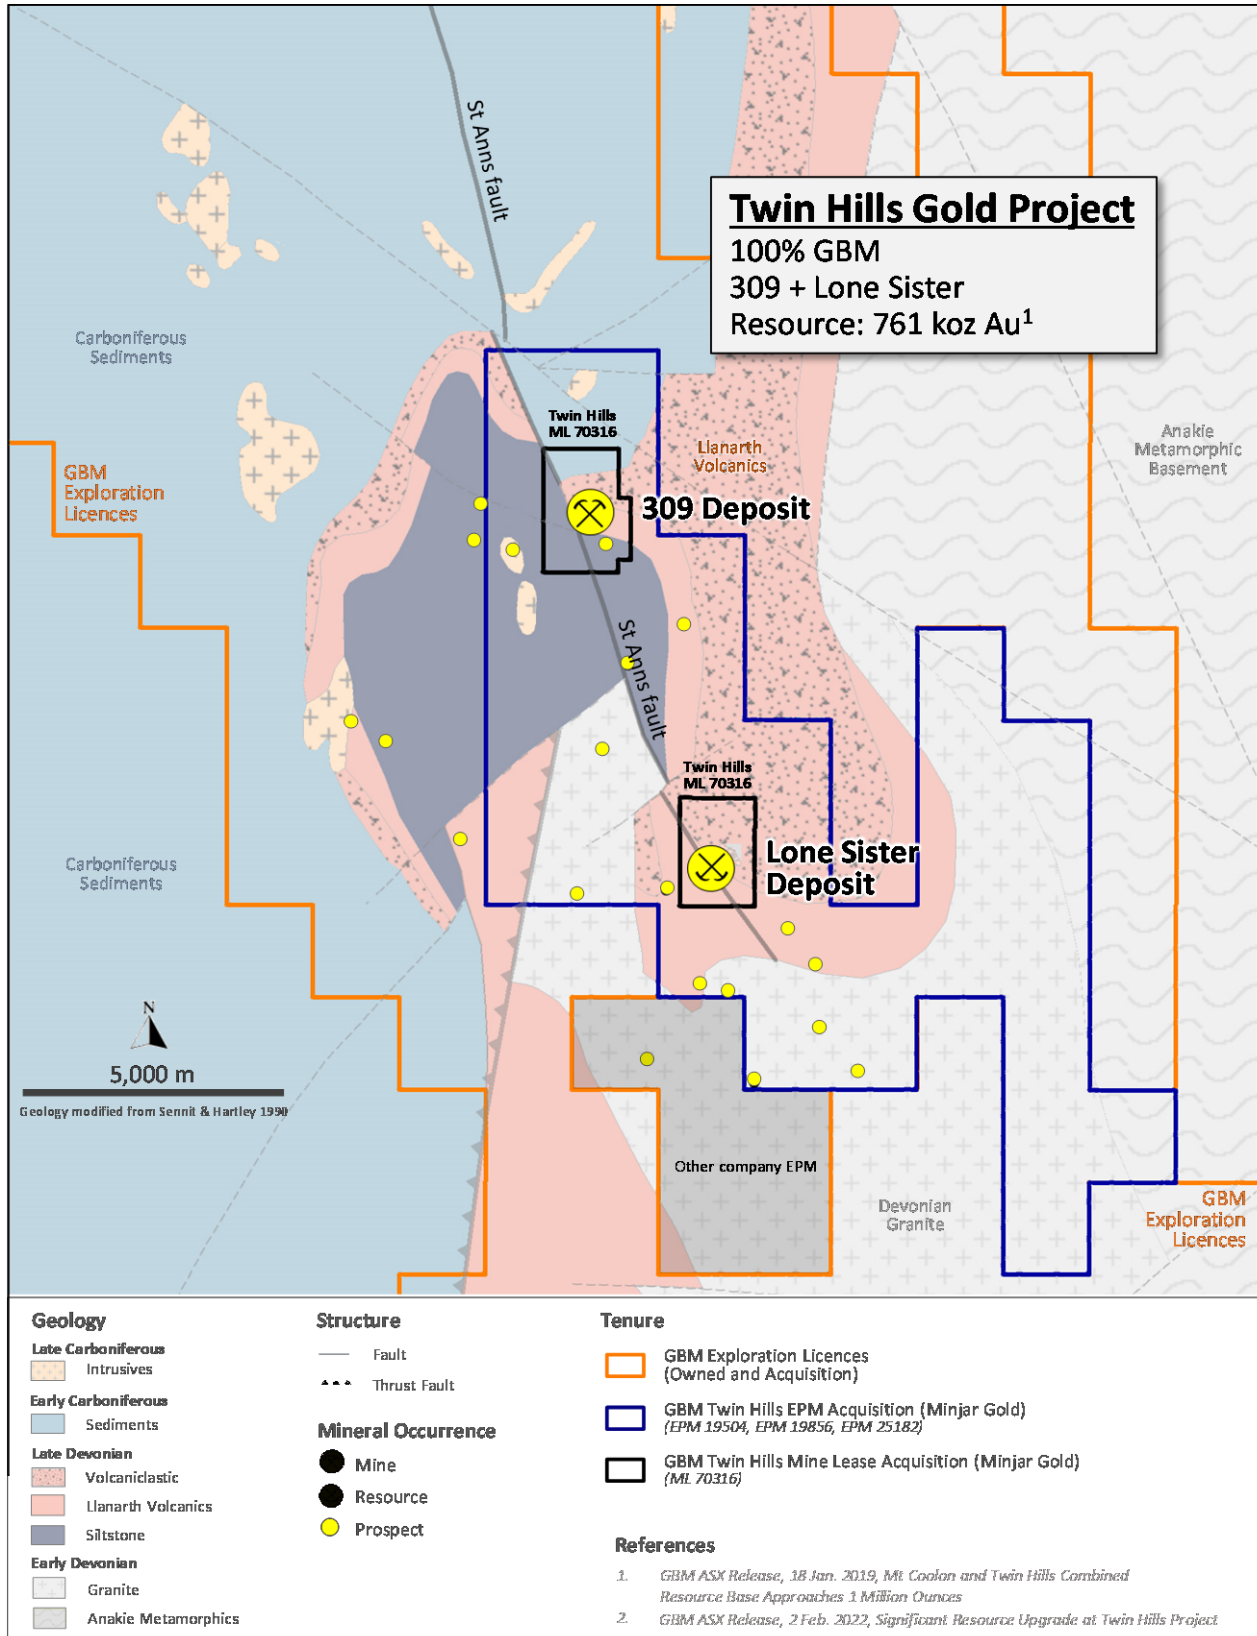 St Anns fault
Twin Hills Gold Project
100% GBM
309 + Lone Sister
Resource: 761 koz Au¹
Carboniferous
Sediments
Twin Hills
ML 70316
Llanarth
Volcanics
Anakie
Metamorphic
Basement
GBM
Exploration
Licences
309 Deposit
St Anns fault
Twin Hills
ML 70316
Lone Sister
Deposit
Carboniferous
Sediments
N
5,000 m
Geology modified from Sennit & Hartley 1990
Other company EPM
Devonian
Granite
GBM
Exploration
Licences
Geology
Late Carboniferous
Intrusives
Early Carboniferous
Sediments
Late Devonian
Volcaniclastic
Llanarth Volcanics
Siltstone
Early Devonian
Granite
Anakie Metamorphics
Structure
Fault
Thrust Fault
Mineral Occurrence
Mine
Resource
Prospect
Tenure
GBM Exploration Licences
(Owned and Acquisition)
GBM Twin Hills EPM Acquisition (Minjar Gold)
(EPM 19504, EPM 19856, EPM 25182)
GBM Twin Hills Mine Lease Acquisition (Minjar Gold)
(ML 70316)
References
1. GBM ASX Release, 18 Jan. 2019, Mt Coolon and Twin Hills Combined
Resource Base Approaches 1 Million Ounces
2. GBM ASX Release, 2 Feb. 2022, Significant Resource Upgrade at Twin Hills Project